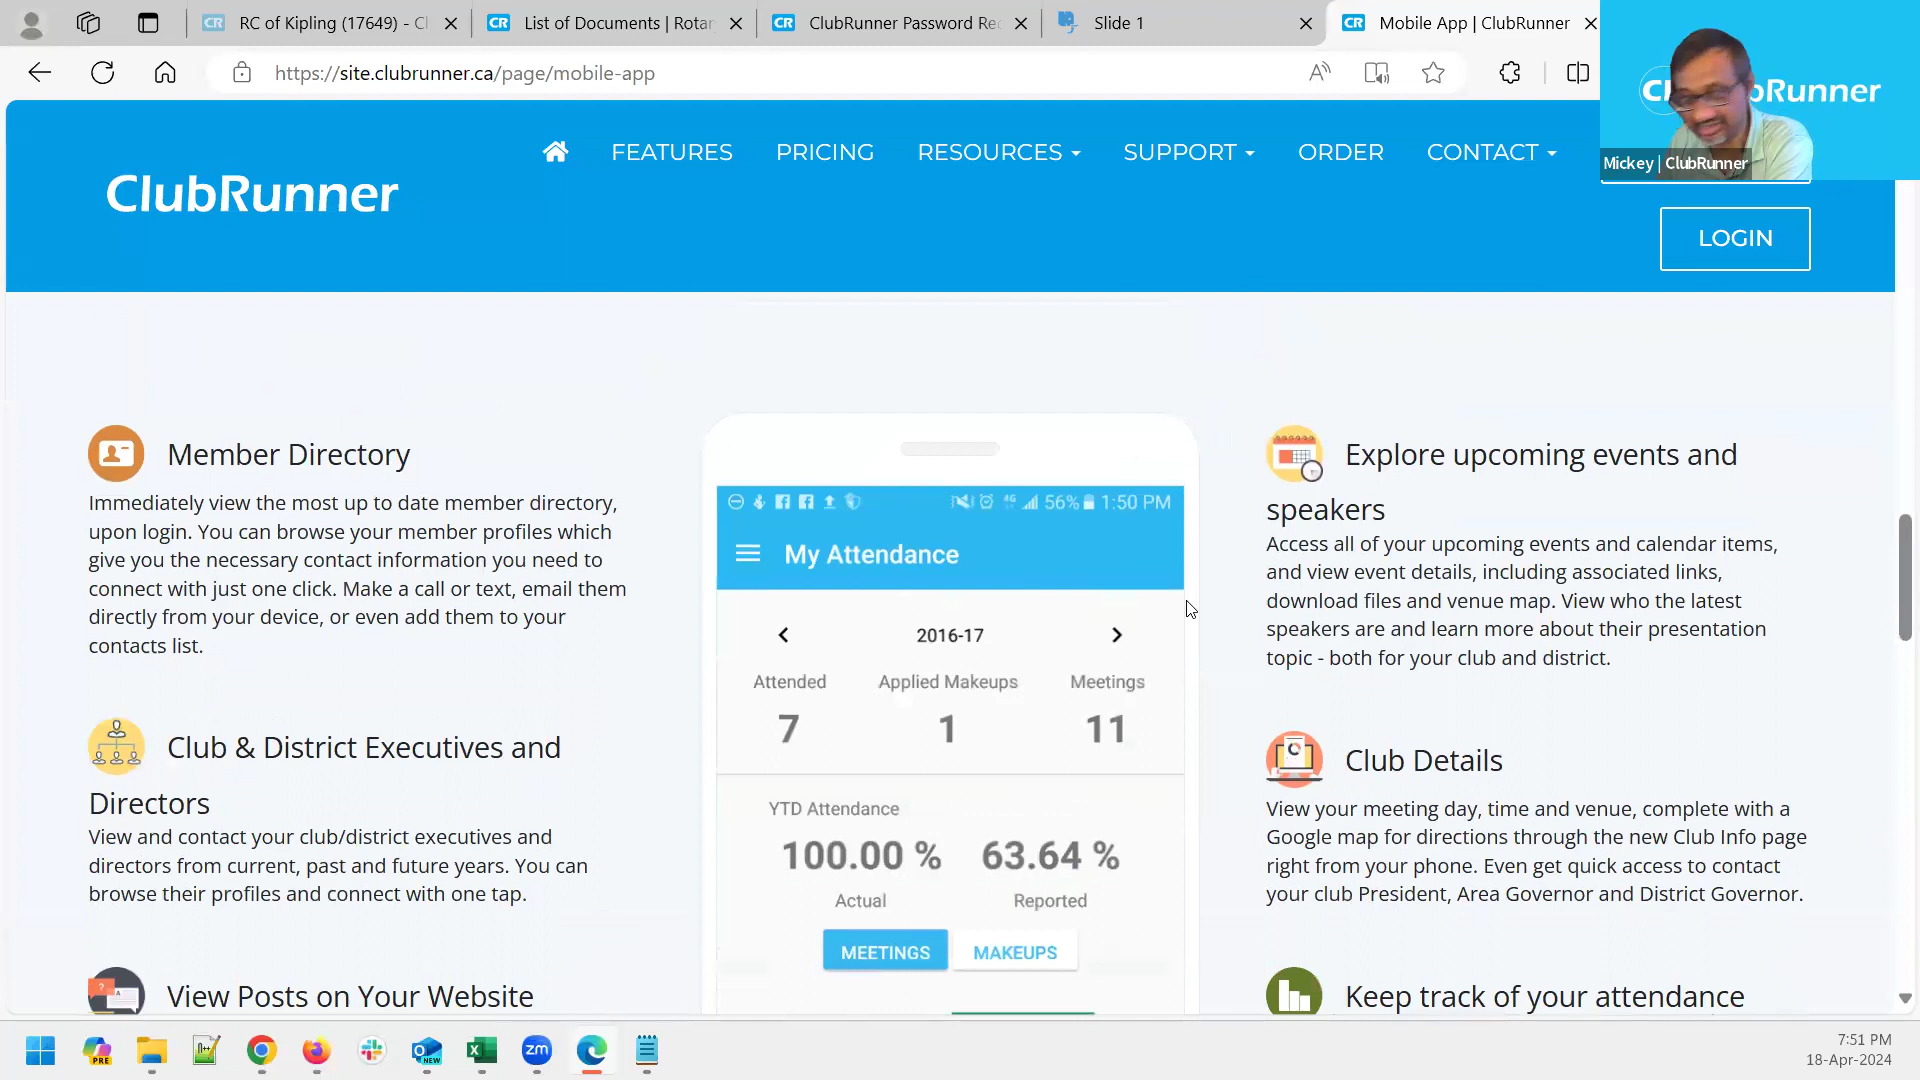 RC of Kipling (17649) - Cl
List of Documents | Rotar
ClubRunner Password Rec
Slide 1
Mobile App | ClubRunner
https://site.clubrunner.ca/page/mobile-app
ClubRunner
Mickey | ClubRunner
FEATURES
PRICING
RESOURCES
SUPPORT
ORDER
CONTACT
ClubRunner
LOGIN
Member Directory
Immediately view the most up to date member directory,
upon login. You can browse your member profiles which
give you the necessary contact information you need to
connect with just one click. Make a call or text, email them
directly from your device, or even add them to your
contacts list.
Club & District Executives and
Directors
View and contact your club/district executives and
directors from current, past and future years. You can
browse their profiles and connect with one tap.
View Posts on Your Website
4G 56% 1:50 PM
My Attendance
2016-17
Attended Applied Makeups Meetings
7 1 11
YTD Attendance
100.00 % 63.64 %
Actual Reported
MEETINGS MAKEUPS
Explore upcoming events and
speakers
Access all of your upcoming events and calendar items,
and view event details, including associated links,
download files and venue map. View who the latest
speakers are and learn more about their presentation
topic - both for your club and district.
Club Details
View your meeting day, time and venue, complete with a
Google map for directions through the new Club Info page
right from your phone. Even get quick access to contact
your club President, Area Governor and District Governor.
Keep track of your attendance
PRE
NEW
zm
7:51 PM
18-Apr-2024